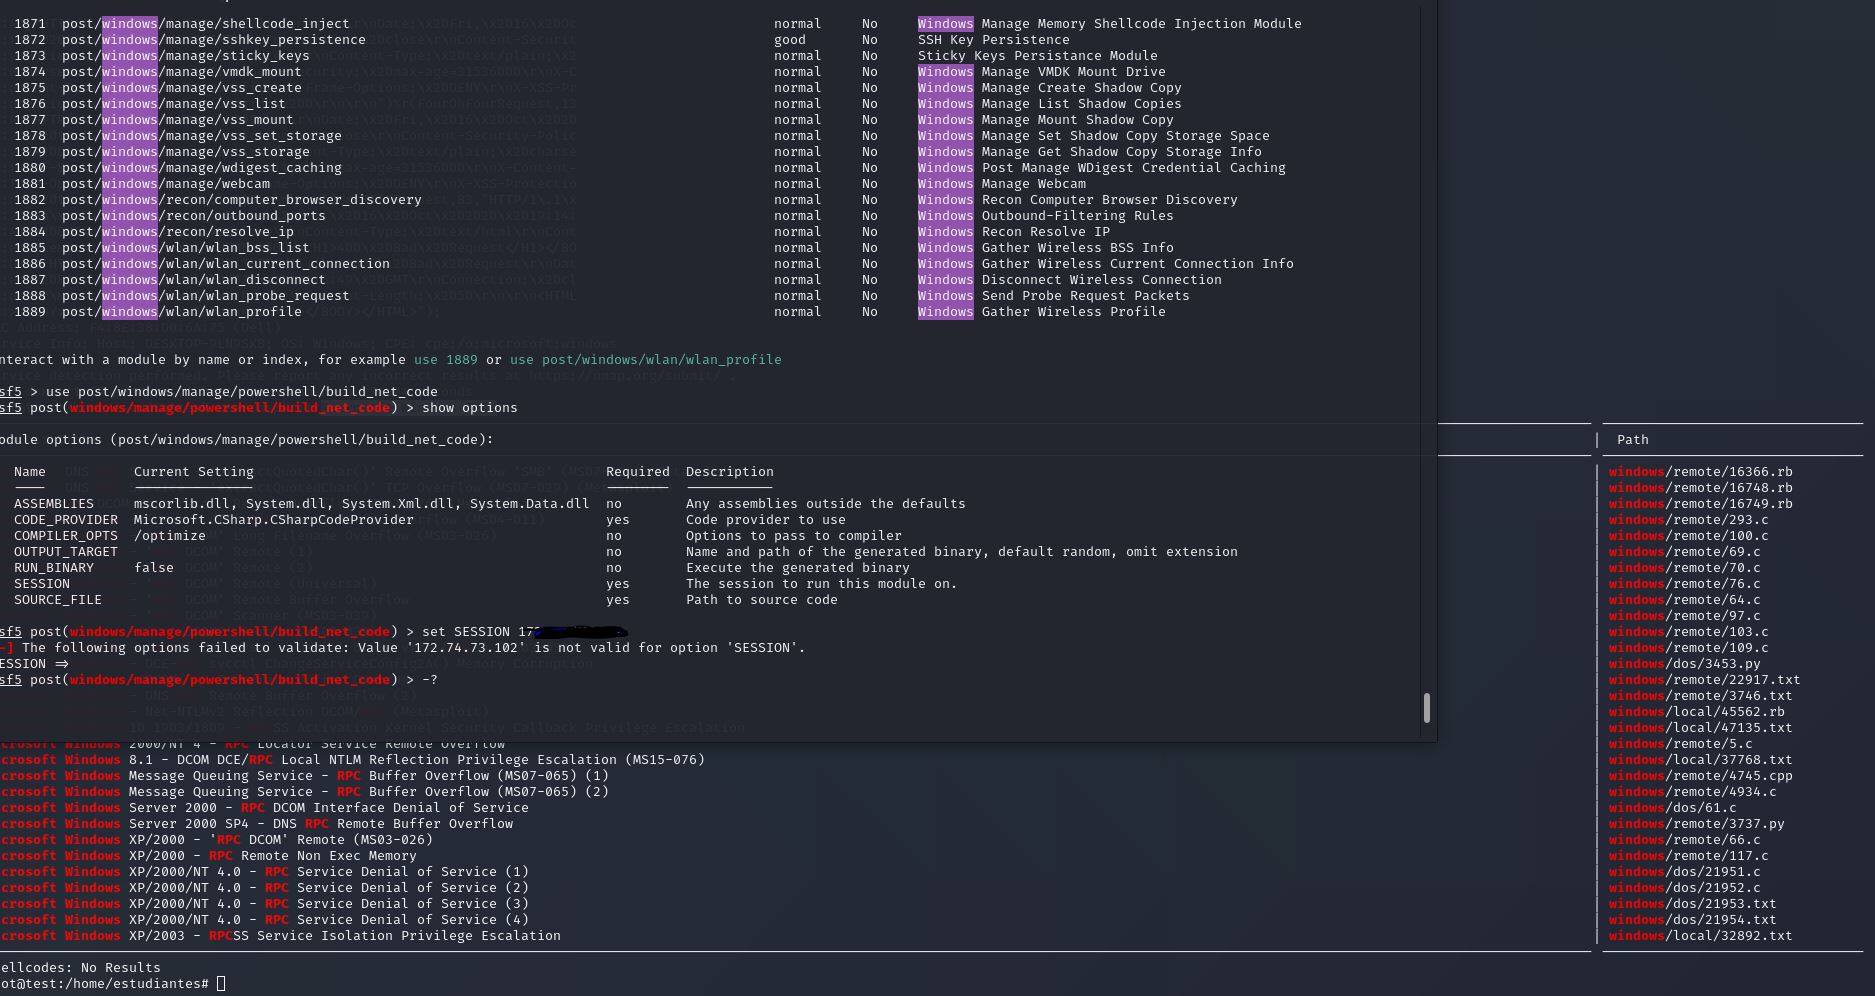 1871 post/windows/manage/shellcode_inject normal No Windows Manage Memory Shellcode Injection Module
1872 post/windows/manage/sshkey_persistence good No SSH Key Persistence
1873 post/windows/manage/sticky_keys normal No Sticky Keys Persistance Module
1874 post/windows/manage/vmdk_mount normal No Windows Manage VMDK Mount Drive
1875 post/windows/manage/vss_create normal No Windows Manage Create Shadow Copy
1876 post/windows/manage/vss_list normal No Windows Manage List Shadow Copies
1877 post/windows/manage/vss_mount normal No Windows Manage Mount Shadow Copy
1878 post/windows/manage/vss_set_storage normal No Windows Manage Set Shadow Copy Storage Space
1879 post/windows/manage/vss_storage normal No Windows Manage Get Shadow Copy Storage Info
1880 post/windows/manage/wdigest_caching normal No Windows Post Manage WDigest Credential Caching
1881 post/windows/manage/webcam normal No Windows Manage Webcam
1882 post/windows/recon/computer_browser_discovery normal No Windows Recon Computer Browser Discovery
1883 post/windows/recon/outbound_ports normal No Windows Outbound-Filtering Rules
1884 post/windows/recon/resolve_ip normal No Windows Recon Resolve IP
1885 post/windows/wlan/wlan_bss_list normal No Windows Gather Wireless BSS Info
1886 post/windows/wlan/wlan_current_connection normal No Windows Gather Wireless Current Connection Info
1887 post/windows/wlan/wlan_disconnect normal No Windows Disconnect Wireless Connection
1888 post/windows/wlan/wlan_probe_request normal No Windows Send Probe Request Packets
1889 post/windows/wlan/wlan_profile normal No Windows Gather Wireless Profile
nteract with a module by name or index, for example use 1889 or use post/windows/wlan/wlan_profile
sf5 > use post/windows/manage/powershell/build_net_code
sf5 post(windows/manage/powershell/build_net_code) > show options
odule options (post/windows/manage/powershell/build_net_code):
Name Current Setting Required Description
ASSEMBLIES mscorlib.dll, System.dll, System.Xml.dll, System.Data.dll no Any assemblies outside the defaults
CODE_PROVIDER Microsoft.CSharp.CSharpCodeProvider yes Code provider to use
COMPILER_OPTS /optimize no Options to pass to compiler
OUTPUT_TARGET no Name and path of the generated binary, default random, omit extension
RUN_BINARY false no Execute the generated binary
SESSION yes The session to run this module on.
SOURCE_FILE yes Path to source code
sf5 post(windows/manage/powershell/build_net_code) > set SESSION 172
-] The following options failed to validate: Value '172.74.73.102' is not valid for option 'SESSION'.
ESSION =>
sf5 post(windows/manage/powershell/build_net_code) > -?
crosoft Windows 2000/NT 4 - RPC Locator Service Remote Overflow
crosoft Windows 8.1 - DCOM DCE/RPC Local NTLM Reflection Privilege Escalation (MS15-076)
crosoft Windows Message Queuing Service - RPC Buffer Overflow (MS07-065) (1)
crosoft Windows Message Queuing Service - RPC Buffer Overflow (MS07-065) (2)
crosoft Windows Server 2000 - RPC DCOM Interface Denial of Service
crosoft Windows Server 2000 SP4 - DNS RPC Remote Buffer Overflow
crosoft Windows XP/2000 - 'RPC DCOM' Remote (MS03-026)
crosoft Windows XP/2000 - RPC Remote Non Exec Memory
crosoft Windows XP/2000/NT 4.0 - RPC Service Denial of Service (1)
crosoft Windows XP/2000/NT 4.0 - RPC Service Denial of Service (2)
crosoft Windows XP/2000/NT 4.0 - RPC Service Denial of Service (3)
crosoft Windows XP/2000/NT 4.0 - RPC Service Denial of Service (4)
crosoft Windows XP/2003 - RPCSS Service Isolation Privilege Escalation
ellcodes: No Results
ot@test:/home/estudiantes#
| Path
| windows/remote/16366.rb
| windows/remote/16748.rb
| windows/remote/16749.rb
| windows/remote/293.c
| windows/remote/100.c
| windows/remote/69.c
| windows/remote/70.c
| windows/remote/76.c
| windows/remote/64.c
| windows/remote/97.c
| windows/remote/103.c
| windows/remote/109.c
| windows/dos/3453.py
| windows/remote/22917.txt
| windows/remote/3746.txt
| windows/local/45562.rb
| windows/local/47135.txt
| windows/remote/5.c
| windows/local/37768.txt
| windows/remote/4745.cpp
| windows/remote/4934.c
| windows/dos/61.c
| windows/remote/3737.py
| windows/remote/66.c
| windows/remote/117.c
| windows/dos/21951.c
| windows/dos/21952.c
| windows/dos/21953.txt
| windows/dos/21954.txt
| windows/local/32892.txt